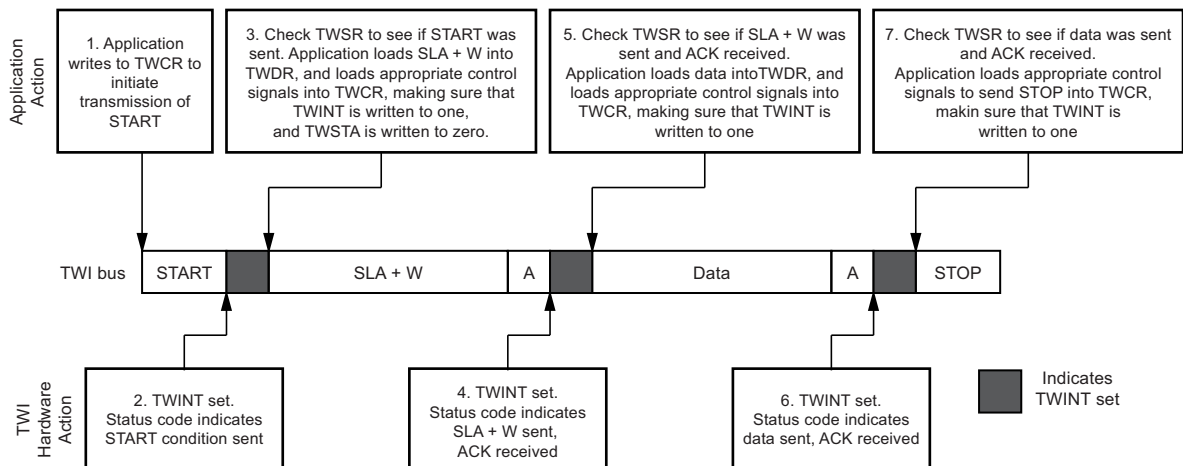 Application
Action
1. Application
writes to TWCR to
initiate
transmission of
START
3. Check TWSR to see if START was
sent. Application loads SLA + W into
TWDR, and loads appropriate control
signals into TWCR, making sure that
TWINT is written to one,
and TWSTA is written to zero.
5. Check TWSR to see if SLA + W was
sent and ACK received.
Application loads data intoTWDR, and
loads appropriate control signals into
TWCR, making sure that TWINT is
written to one
7. Check TWSR to see if data was sent
and ACK received.
Application loads appropriate control
signals to send STOP into TWCR,
makin sure that TWINT is
written to one
TWI bus
START
SLA + W
A
Data
A
STOP
TWI
Hardware
Action
2. TWINT set.
Status code indicates
START condition sent
4. TWINT set.
Status code indicates
SLA + W sent,
ACK received
6. TWINT set.
Status code indicates
data sent, ACK received
Indicates
TWINT set